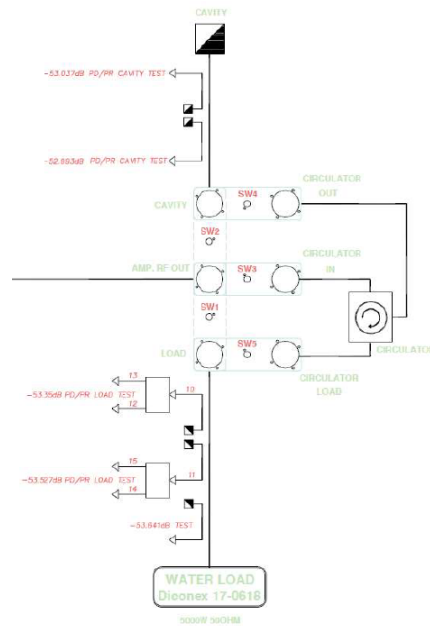 CAVITY
-53.037dB PD/PR CAVITY TEST
-52.893dB PD/PR CAVITY TEST
CIRCULATOR
OUT
SW4
CAVITY
SW2
CIRCULATOR
IN
AMP. RF OUT
SW3
SW1
CIRCULATOR
LOAD
SW5
CIRCULATOR
LOAD
13
10
-53.35dB PD/PR LOAD TEST
12
15
11
-53.527dB PD/PR LOAD TEST
14
-53.641dB TEST
WATER LOAD
Diconex 17-0618
5000W 50OHM